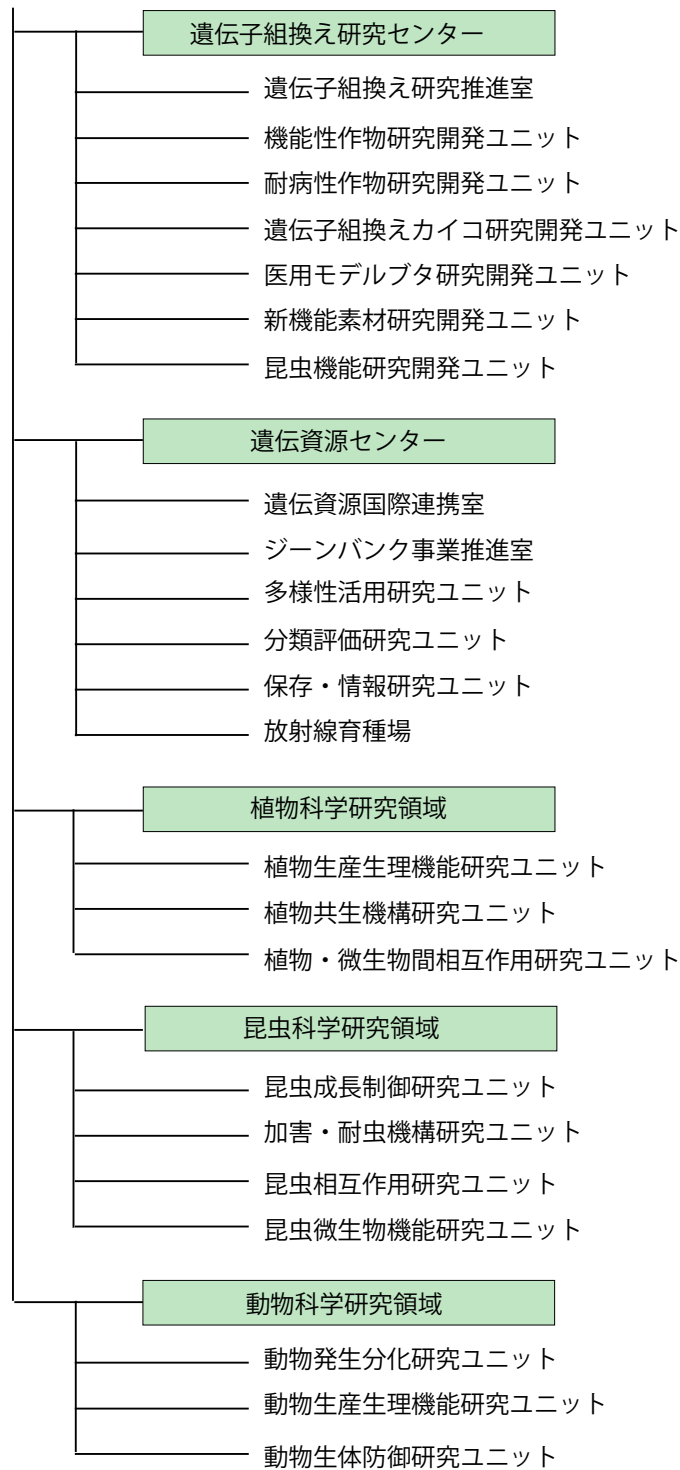 遺伝子組換え研究センター
遺伝子組換え研究推進室
機能性作物研究開発ユニット
耐病性作物研究開発ユニット
遺伝子組換えカイコ研究開発ユニット
医用モデルブタ研究開発ユニット
新機能素材研究開発ユニット
昆虫機能研究開発ユニット
遺伝資源センター
遺伝資源国際連携室
ジーンバンク事業推進室
多様性活用研究ユニット
分類評価研究ユニット
保存・情報研究ユニット
放射線育種場
植物科学研究領域
植物生産生理機能研究ユニット
植物共生機構研究ユニット
植物・微生物間相互作用研究ユニット
昆虫科学研究領域
昆虫成長制御研究ユニット
加害・耐虫機構研究ユニット
昆虫相互作用研究ユニット
昆虫微生物機能研究ユニット
動物科学研究領域
動物発生分化研究ユニット
動物生産生理機能研究ユニット
動物生体防御研究ユニット